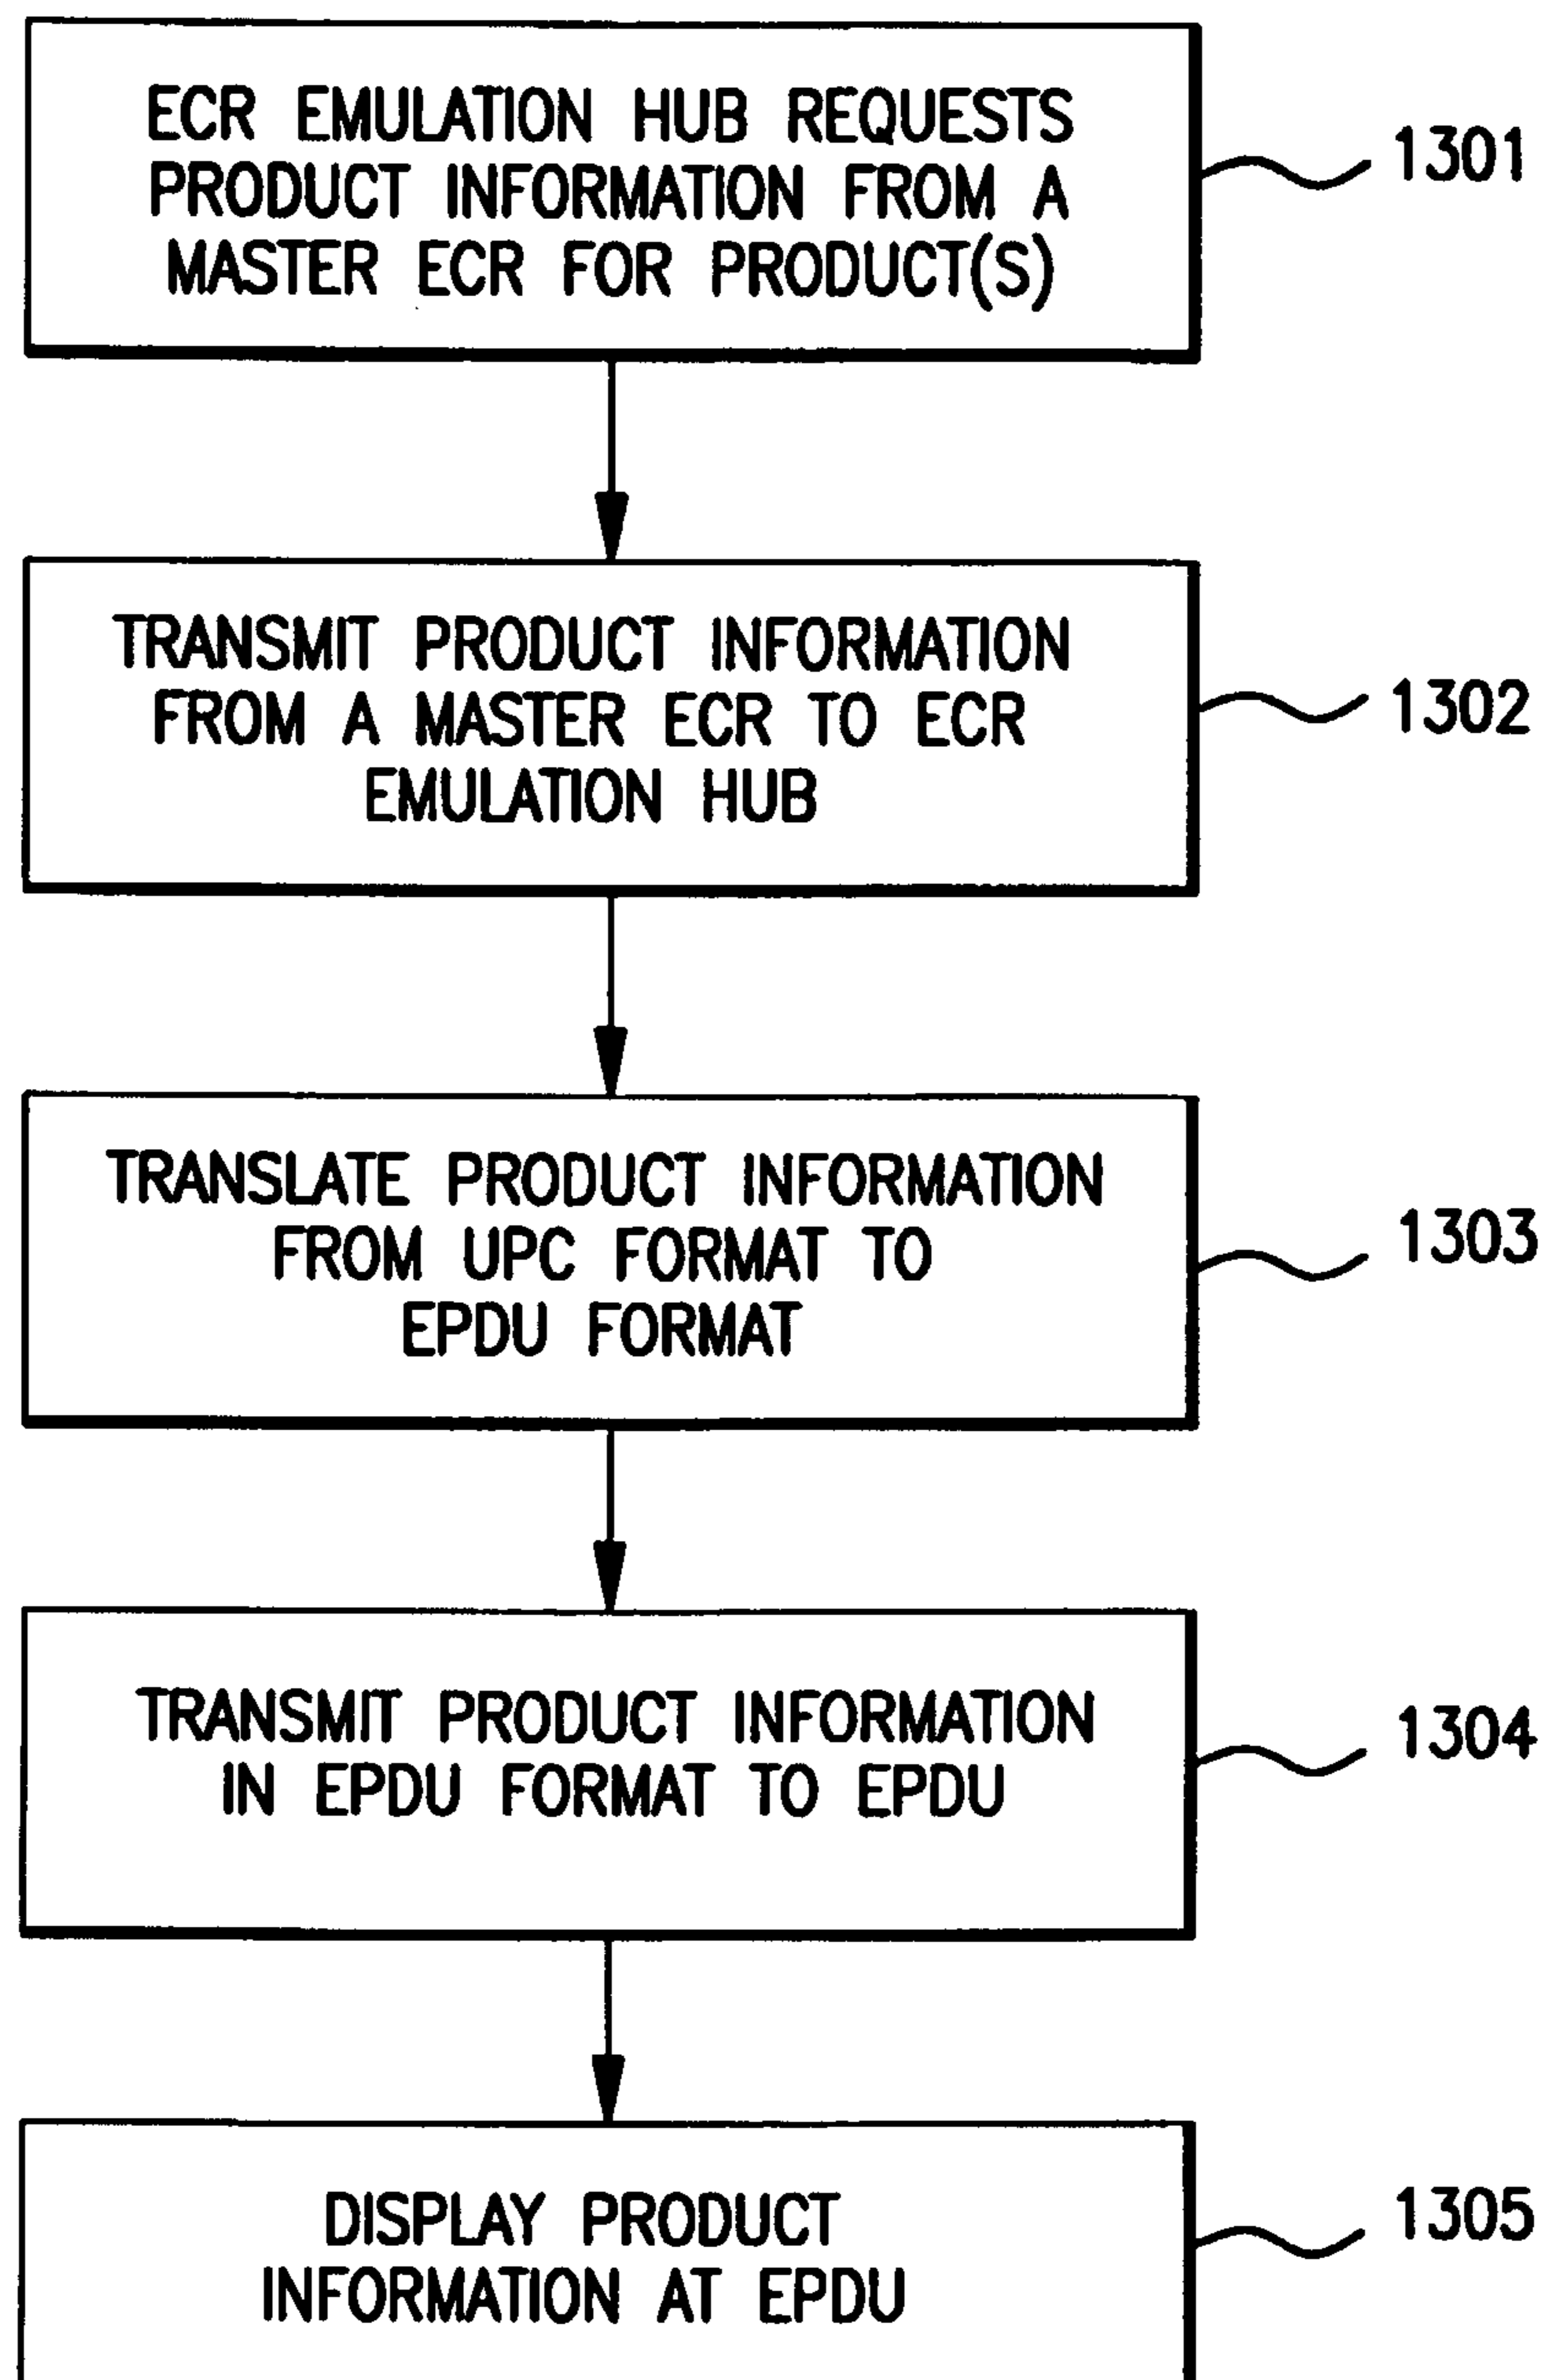 ECR EMULATION HUB REQUESTS
PRODUCT INFORMATION FROM A
MASTER ECR FOR PRODUCT(S)
1301
TRANSMIT PRODUCT INFORMATION
FROM A MASTER ECR TO ECR
EMULATION HUB
1302
TRANSLATE PRODUCT INFORMATION
FROM UPC FORMAT TO
EPDU FORMAT
1303
TRANSMIT PRODUCT INFORMATION
IN EPDU FORMAT TO EPDU
1304
DISPLAY PRODUCT
INFORMATION AT EPDU
1305